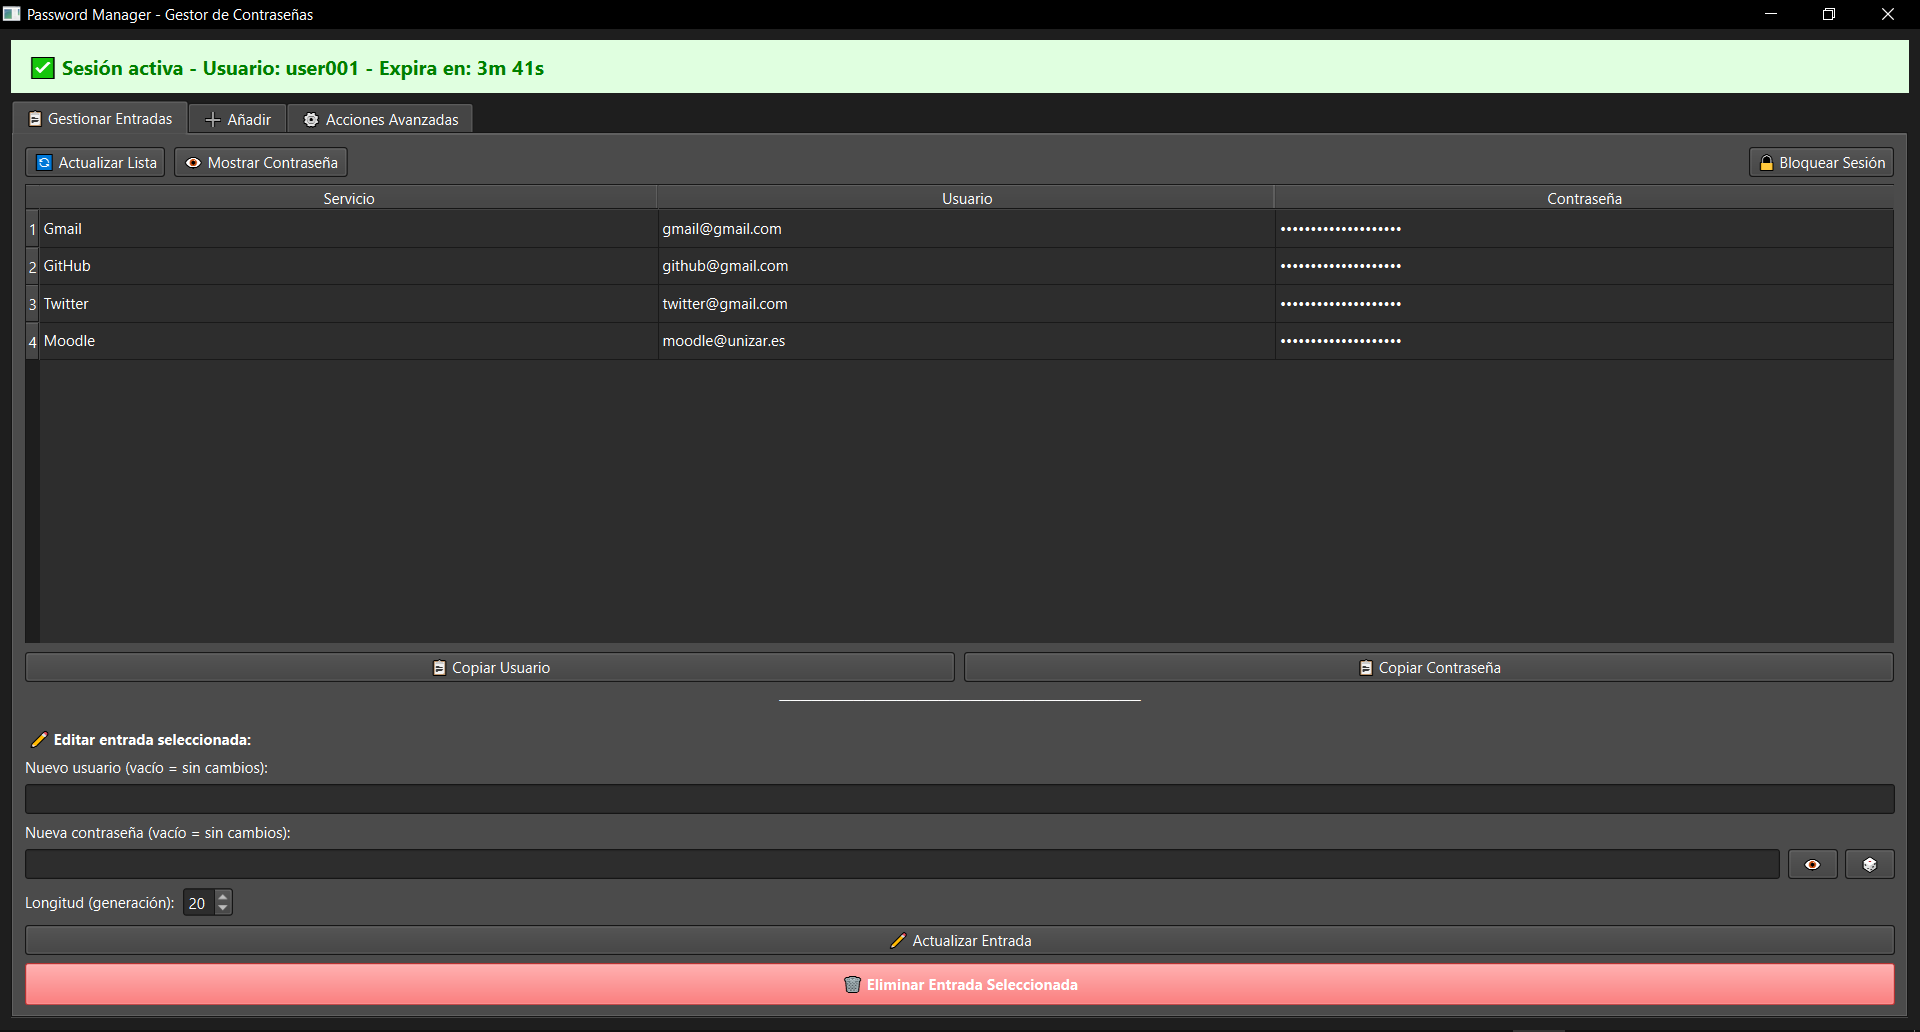 Password Manager - Gestor de Contraseñas
Sesión activa - Usuario: user001 - Expira en: 3m 41s
Gestionar Entradas
Añadir
Acciones Avanzadas
Actualizar Lista
Mostrar Contraseña
Bloquear Sesión
Servicio
Usuario
Contraseña
1 Gmail gmail@gmail.com ••••••••••••••••••••
2 GitHub github@gmail.com ••••••••••••••••••••
3 Twitter twitter@gmail.com ••••••••••••••••••••
4 Moodle moodle@unizar.es ••••••••••••••••••••
Copiar Usuario
Copiar Contraseña
Editar entrada seleccionada:
Nuevo usuario (vacío = sin cambios):
Nueva contraseña (vacío = sin cambios):
Longitud (generación): 20
Actualizar Entrada
Eliminar Entrada Seleccionada